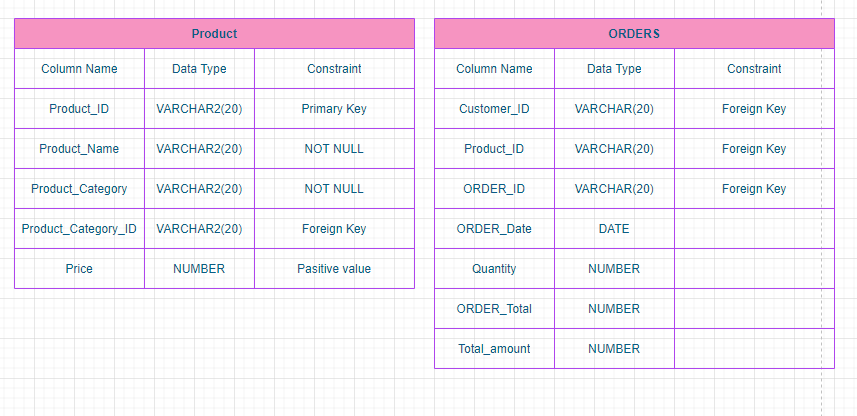 Product
Column Name Data Type Constraint
Product_ID VARCHAR2(20) Primary Key
Product_Name VARCHAR2(20) NOT NULL
Product_Category VARCHAR2(20) NOT NULL
Product_Category_ID VARCHAR2(20) Foreign Key
Price NUMBER Pasitive value
ORDERS
Column Name Data Type Constraint
Customer_ID VARCHAR(20) Foreign Key
Product_ID VARCHAR(20) Foreign Key
ORDER_ID VARCHAR(20) Foreign Key
ORDER_Date DATE
Quantity NUMBER
ORDER_Total NUMBER
Total_amount NUMBER